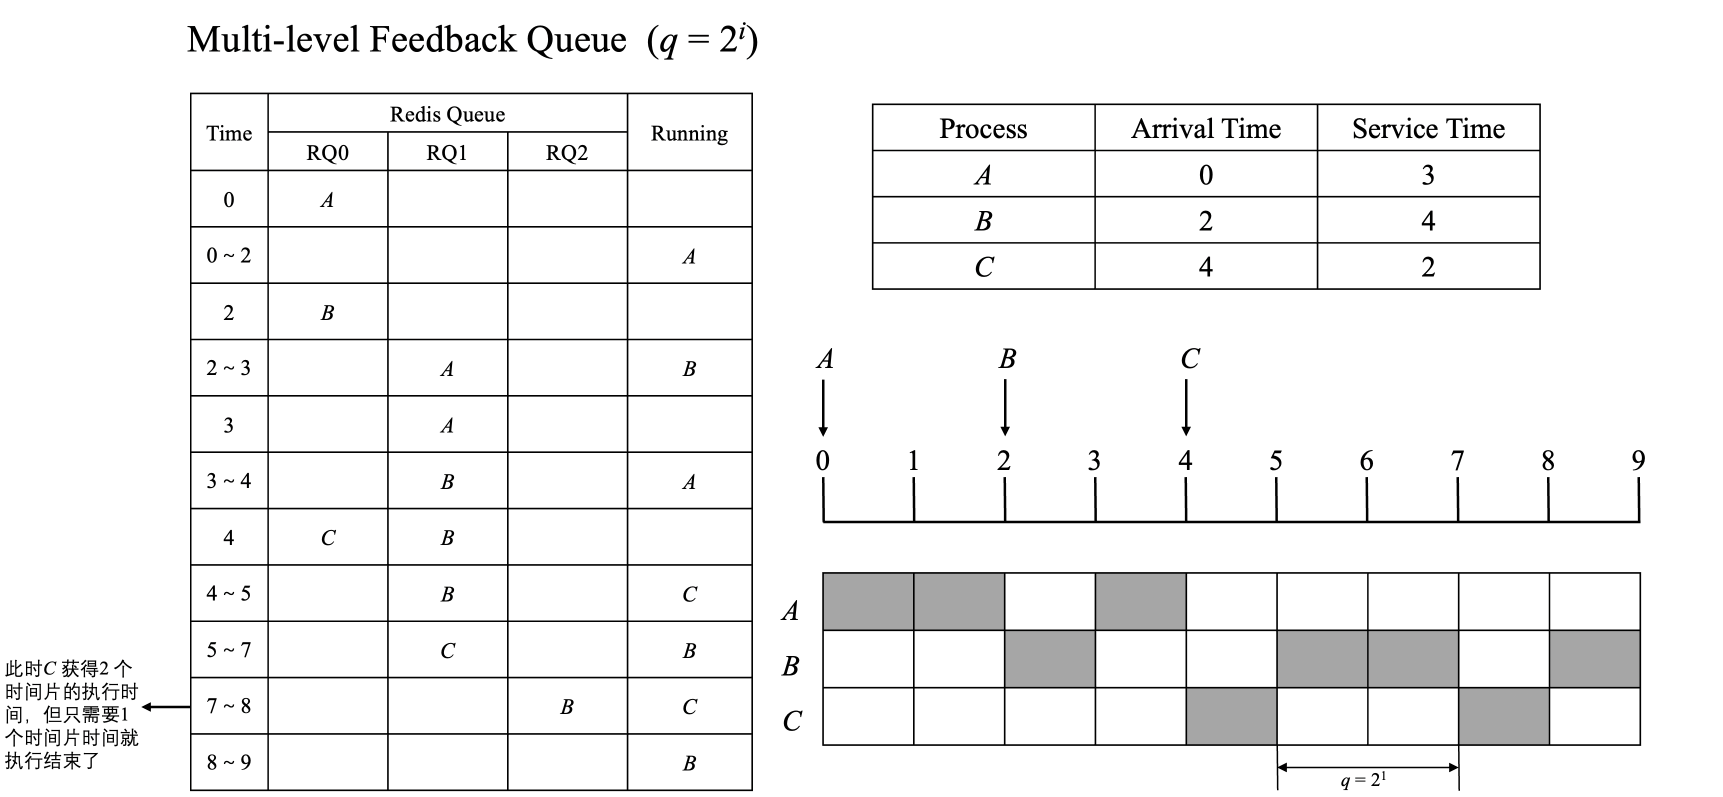 Multi-level Feedback Queue (q = 2^i)
Time Redis Queue Running
RQ0 RQ1 RQ2
0 A
0 ~ 2 A
2 B
2 ~ 3 A B
3 A
3 ~ 4 B A
4 C B
4 ~ 5 B C
5 ~ 7 C B
7 ~ 8 B C
8 ~ 9 B
此时C 获得2 个
时间片的执行时
间，但只需要1
个时间片时间就
执行结束了
Process Arrival Time Service Time
A 0 3
B 2 4
C 4 2
A B C
0 1 2 3 4 5 6 7 8 9
A
B
C
q = 2^1